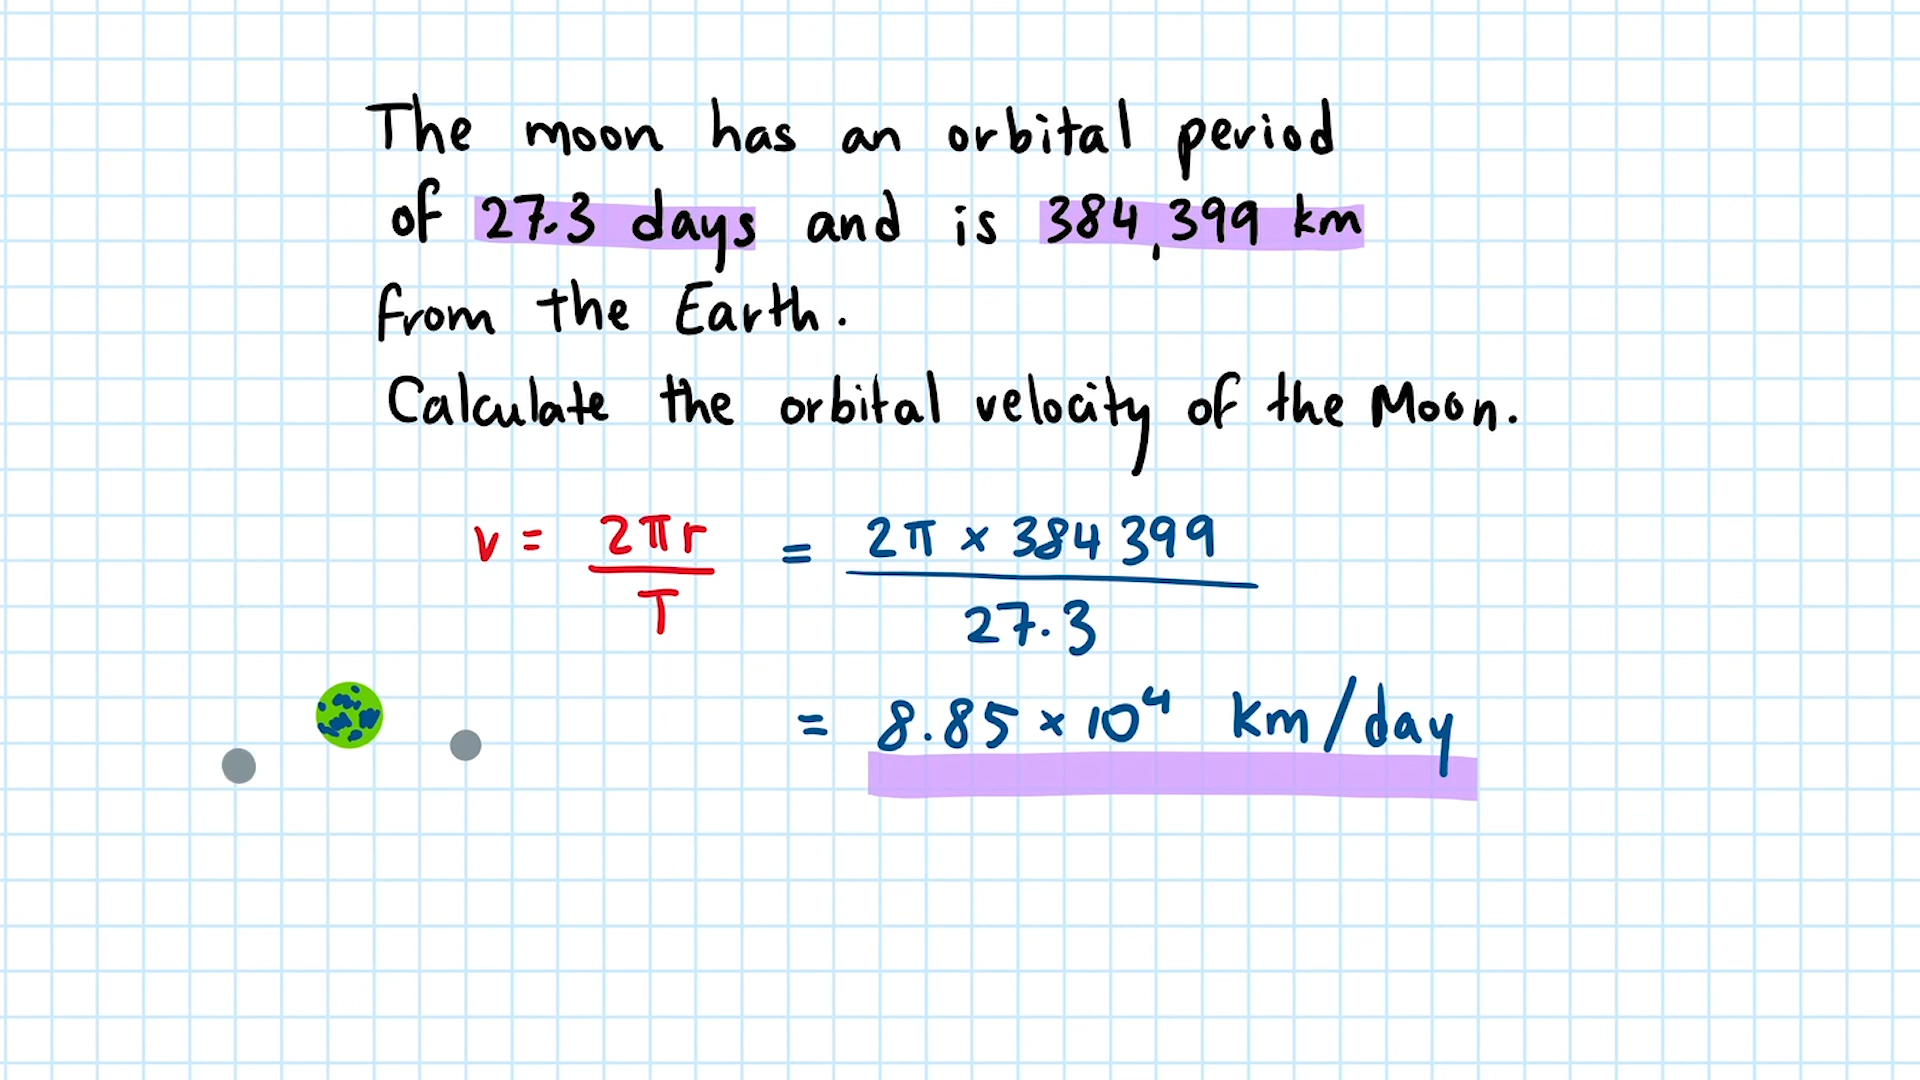 The moon has an orbital period
of 27.3 days and is 384,399 km
from the Earth.
Calculate the orbital velocity of the Moon.
v = 2πr / T = 2π × 384 399 / 27.3
= 8.85 × 10⁴ km/day